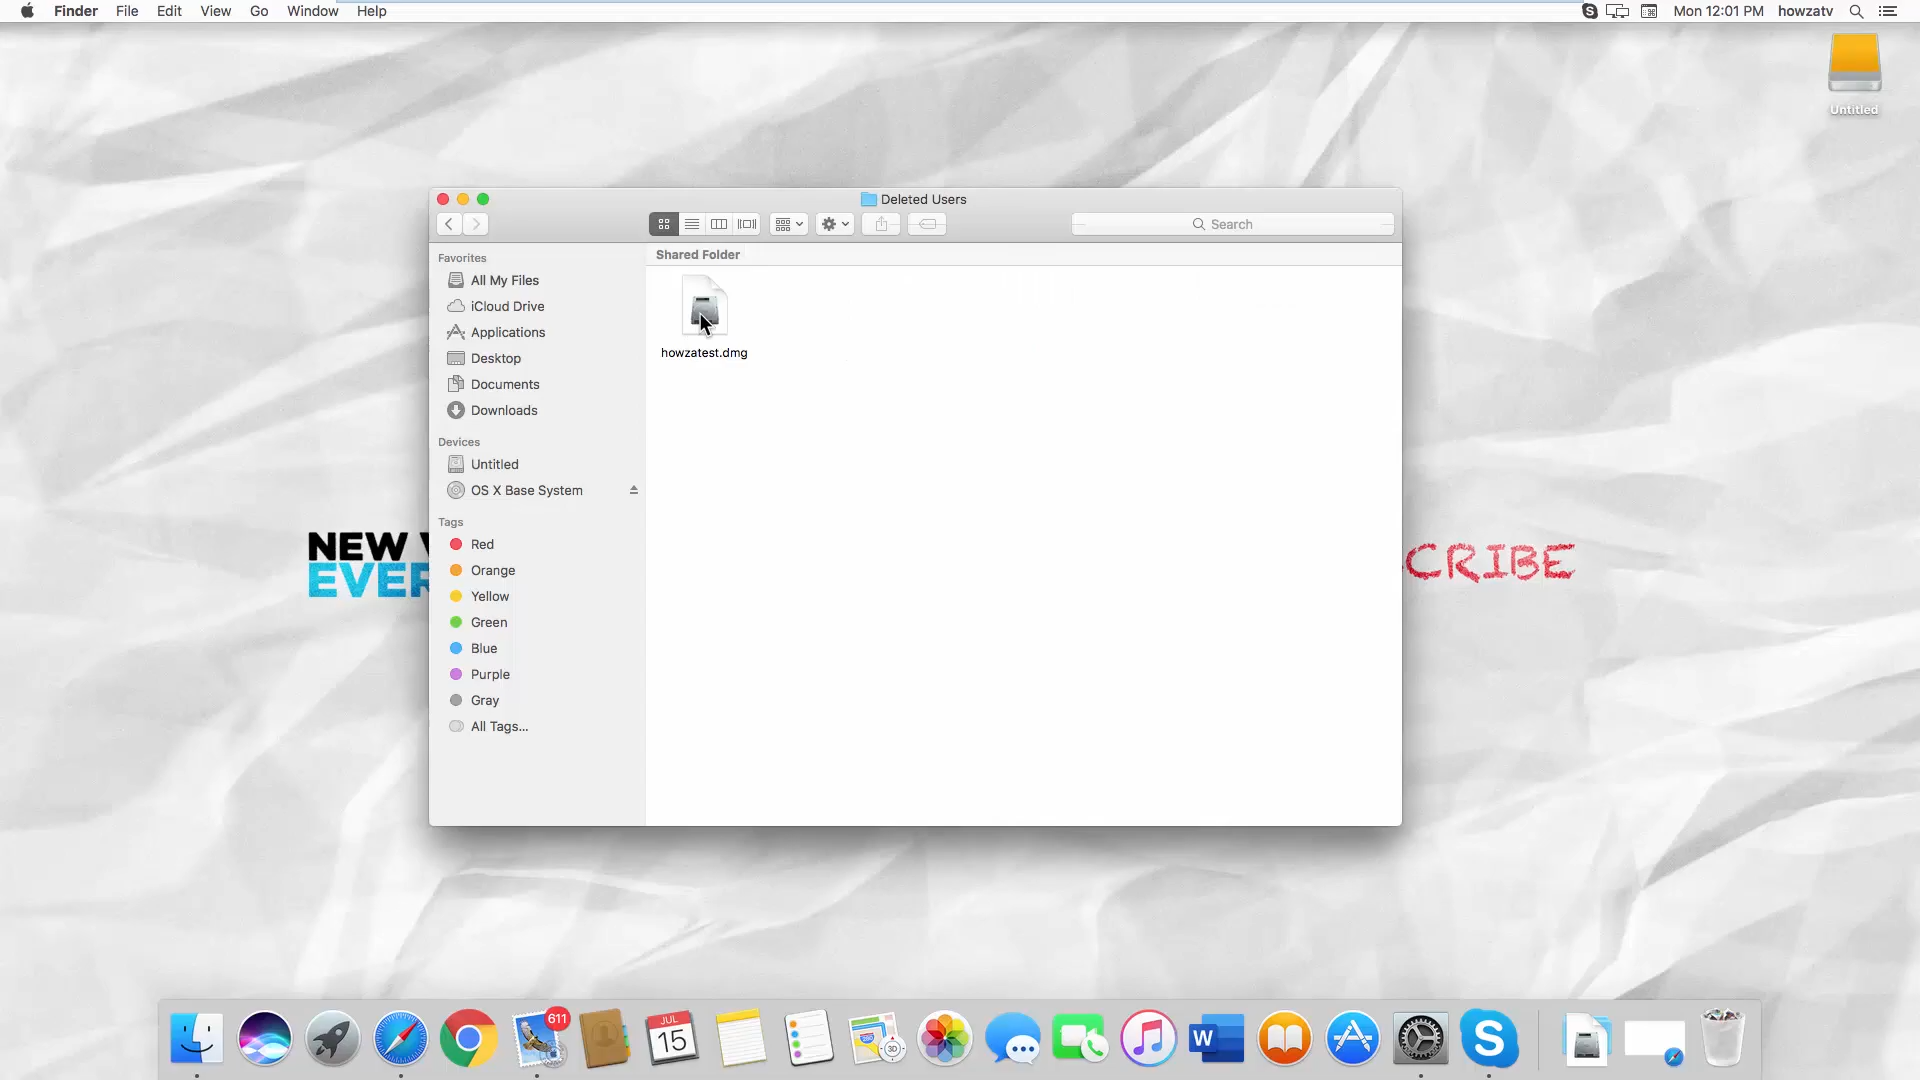 Finder File Edit View Go Window Help
Mon 12:01 PM howzatv
Untitled
Deleted Users
Search
Favorites
All My Files
iCloud Drive
Applications
Desktop
Documents
Downloads
Devices
Untitled
OS X Base System
Tags
Red
Orange
Yellow
Green
Blue
Purple
Gray
All Tags...
Shared Folder
howzatest.dmg
NEW
EVER
CRIBE
611
JUL
15
3D
W
S